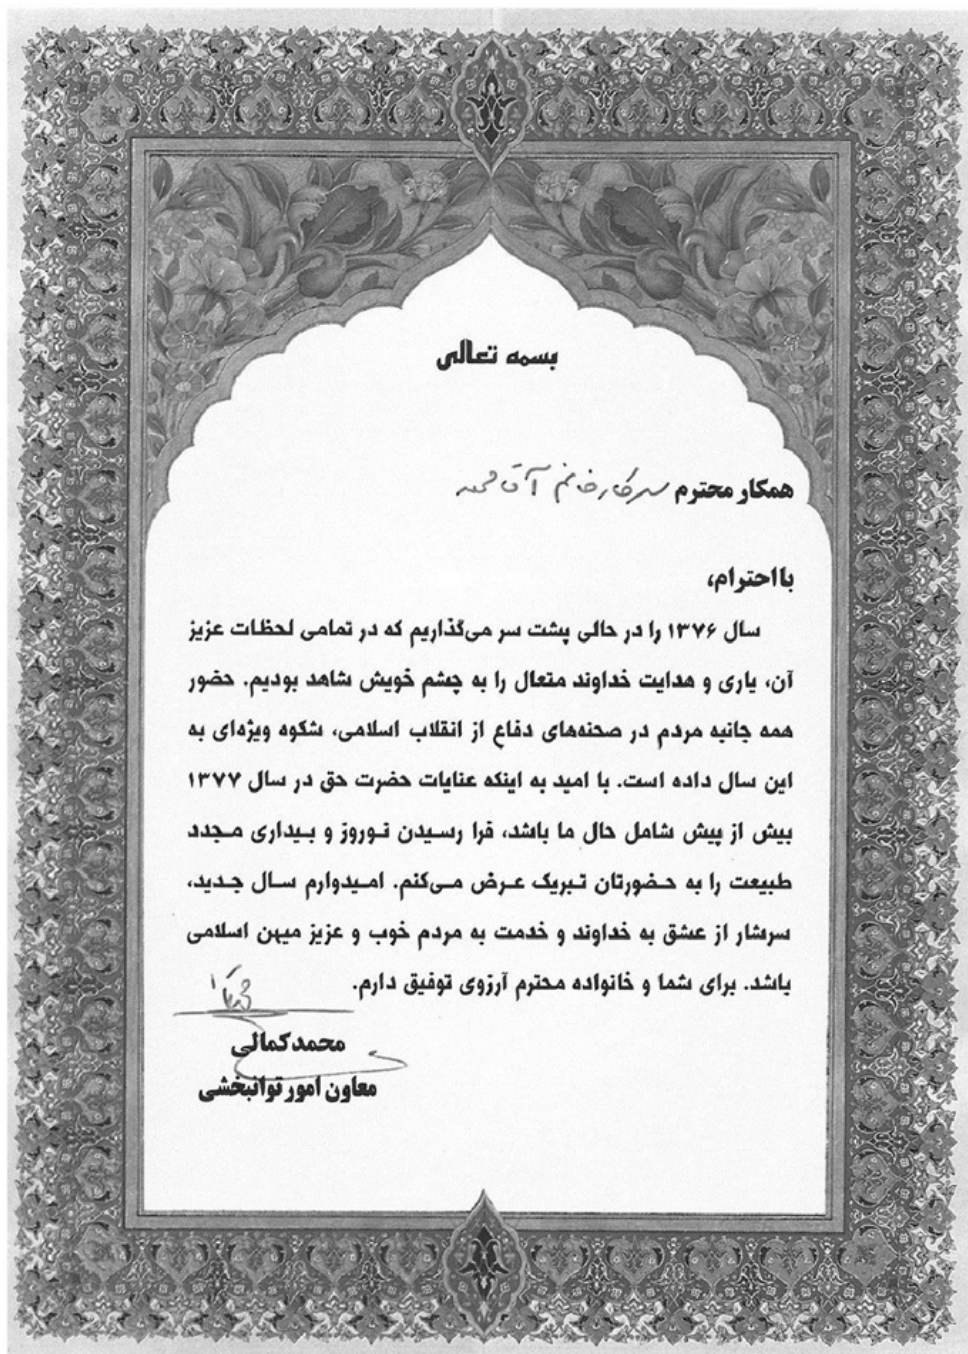 بسمه تعالی
همکار محترم سرکار خانم آقامحمد
با احترام،
سال ۱۳۷۶ را در حالی پشت سر می‌گذاریم که در تمامی لحظات عزیز
آن، یاری و هدایت خداوند متعال را به چشم خویش شاهد بودیم. حضور
همه جانبه مردم در صحنه‌های دفاع از انقلاب اسلامی، شکوه ویژه‌ای به
این سال داده است. با امید به اینکه عنایات حضرت حق در سال ۱۳۷۷
بیش از پیش شامل حال ما باشد، فرا رسیدن نوروز و بیداری مجدد
طبیعت را به حضورتان تبریک عرض می‌کنم. امیدوارم سال جدید،
سرشار از عشق به خداوند و خدمت به مردم خوب و عزیز میهن اسلامی
باشد. برای شما و خانواده محترم آرزوی توفیق دارم.
محمد کمالی
معاون امور توانبخشی